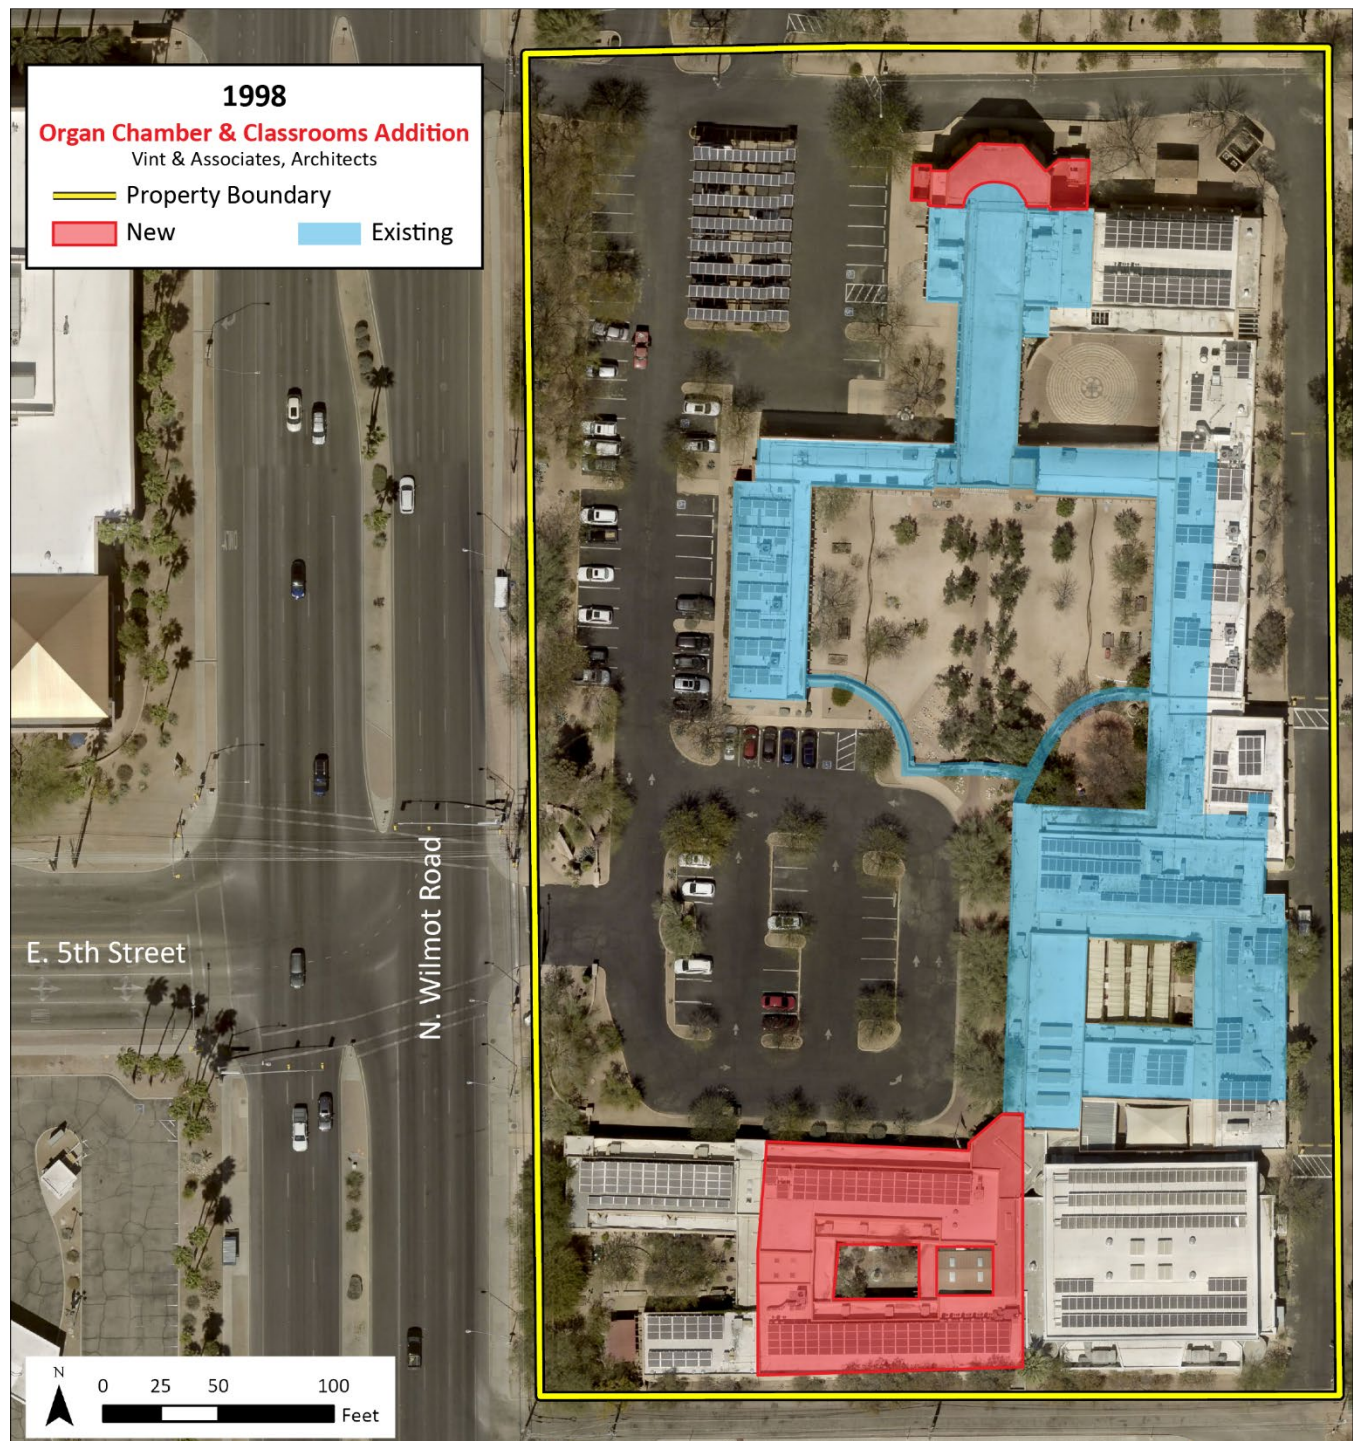 1998
Organ Chamber & Classrooms Addition
Vint & Associates, Architects
Property Boundary
New Existing
E. 5th Street
N. Wilmot Road
N
0 25 50 100
Feet